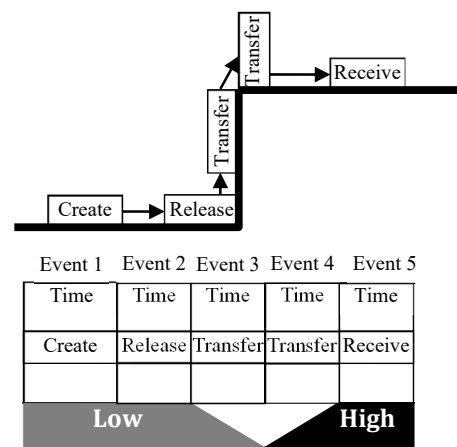 Transfer
Receive
Transfer
Create Release
Event 1 Event 2 Event 3 Event 4 Event 5
Time Time Time Time Time
Create Release Transfer Transfer Receive
Low High